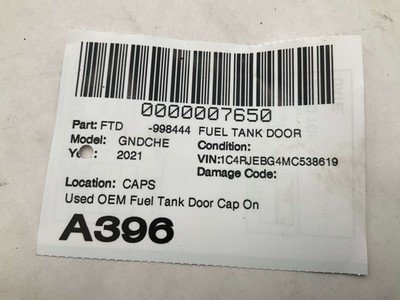 0000007650
Part: FTD -998444 FUEL TANK DOOR
Model: GNDCHE Condition:
2021 VIN:1C4RJEBG4MC538619
Damage Code:
Location: CAPS
Used OEM Fuel Tank Door Cap On
A396